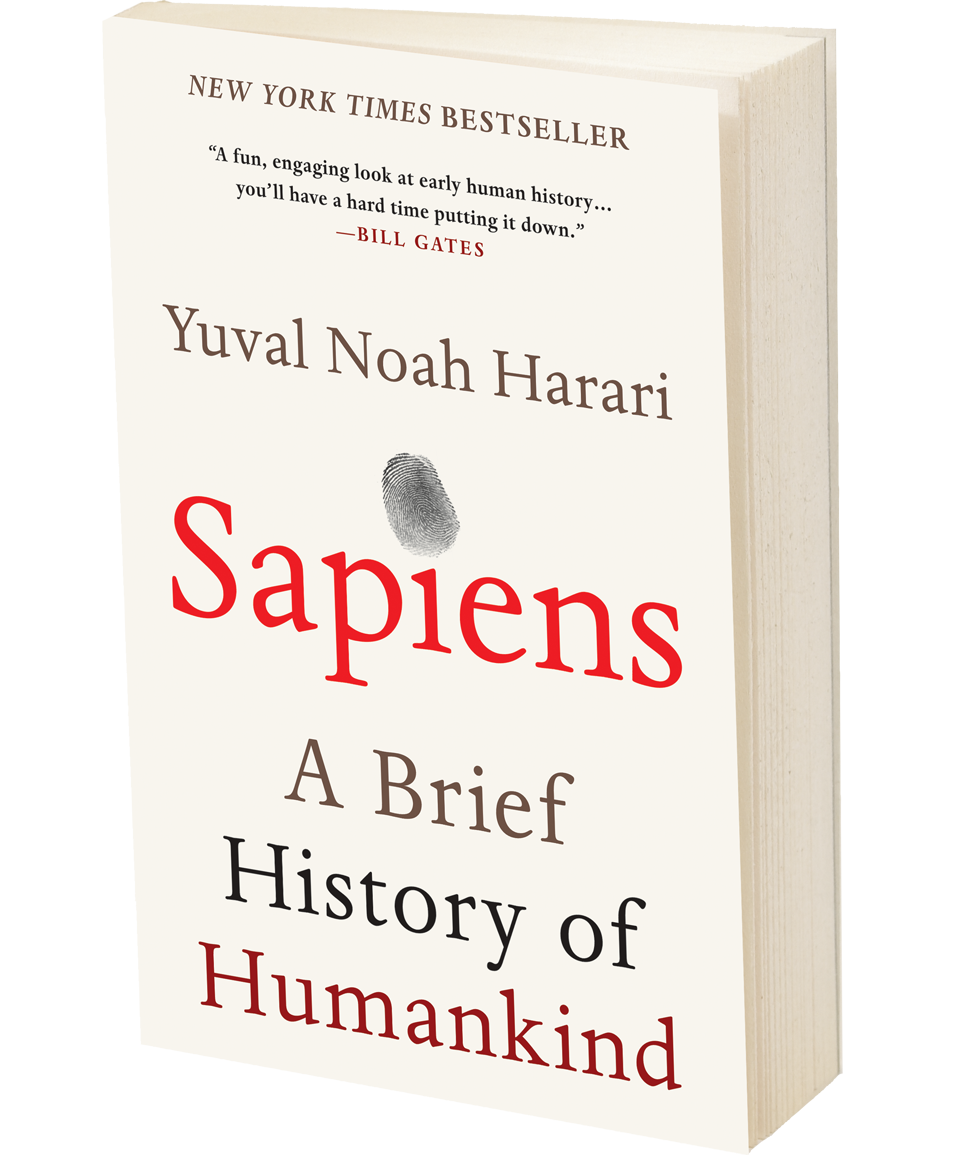 NEW YORK TIMES BESTSELLER
“A fun, engaging look at early human history…
you’ll have a hard time putting it down.”
—BILL GATES
Yuval Noah Harari
Sapiens
A Brief
History of
Humankind